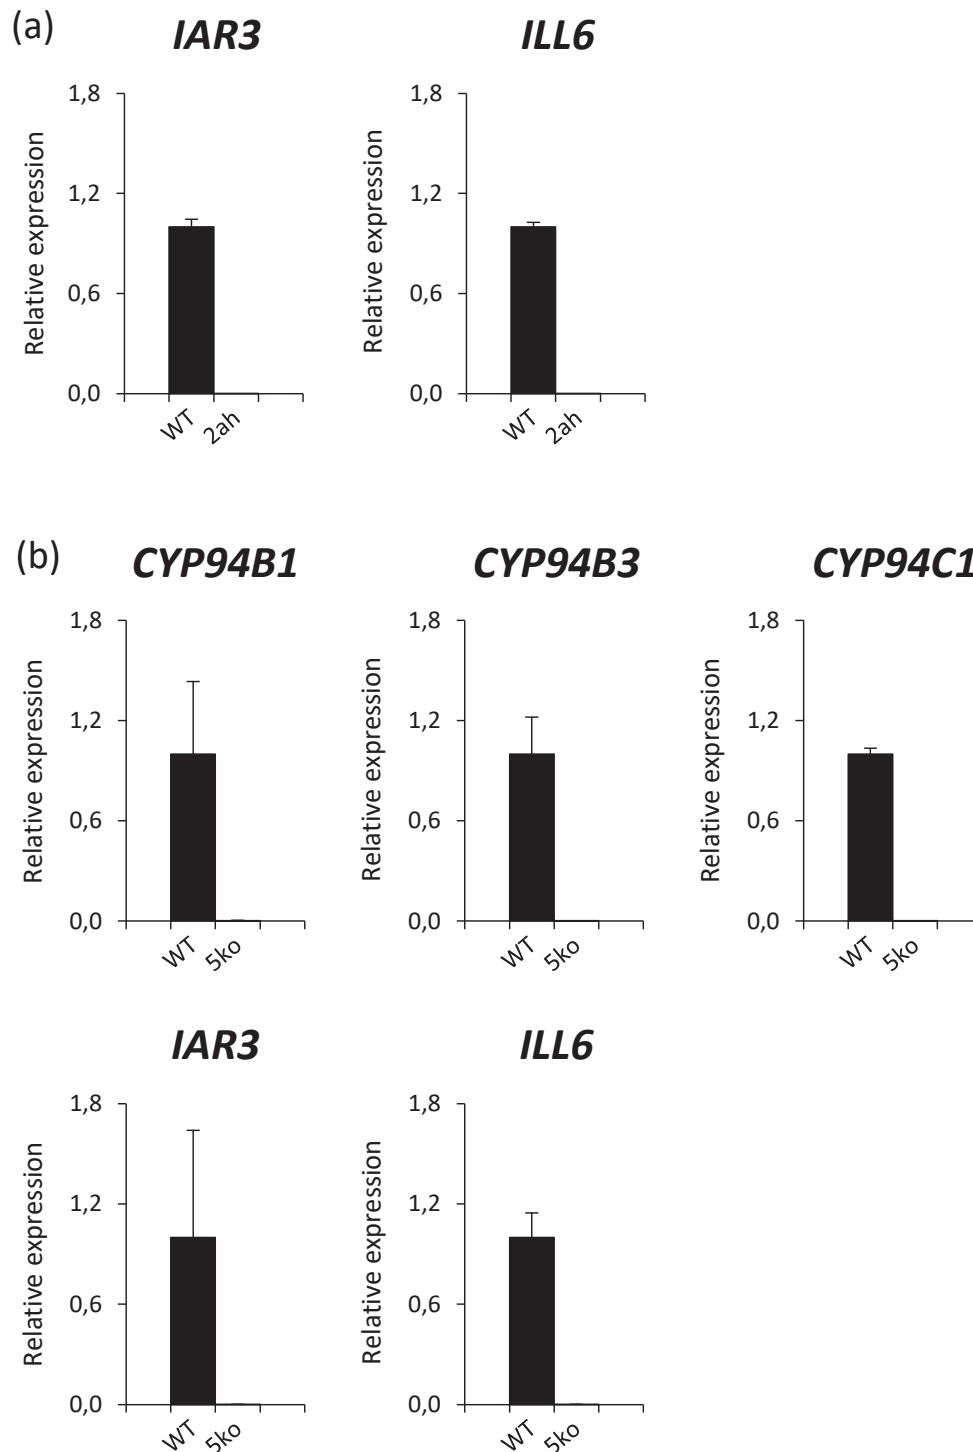 (a)
IAR3
ILL6
Relative expression
1,8
1,2
0,6
0,0
WT
2ah
Relative expression
1,8
1,2
0,6
0,0
WT
2ah
(b)
CYP94B1
CYP94B3
CYP94C1
Relative expression
1,8
1,2
0,6
0,0
WT
5ko
Relative expression
1,8
1,2
0,6
0,0
WT
5ko
Relative expression
1,8
1,2
0,6
0,0
WT
5ko
IAR3
ILL6
Relative expression
1,8
1,2
0,6
0,0
WT
5ko
Relative expression
1,8
1,2
0,6
0,0
WT
5ko